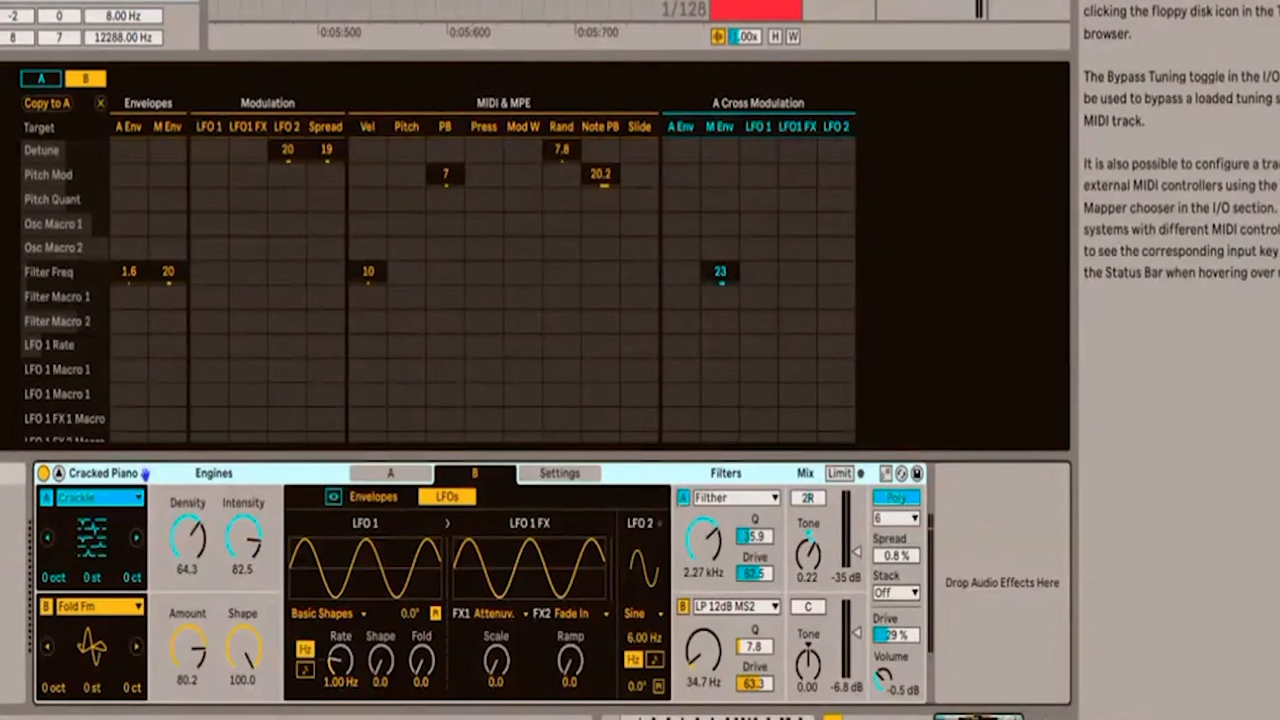 -2 0 8.00 Hz
8 7 12288.00 Hz
1/128
0:05:500 0:05:600 0:05:700
1.00x H W
clicking the floppy disk icon in the
browser.
The Bypass Tuning toggle in the I/O
be used to bypass a loaded tuning
MIDI track.
It is also possible to configure a
external MIDI controllers using the
Mapper chooser in the I/O section.
systems with different MIDI
to see the corresponding input key
the Status Bar when hovering over
A B
Copy to A X Envelopes Modulation MIDI & MPE A Cross Modulation
Target A Env M Env LFO 1 LFO1 FX LFO 2 Spread Vel Pitch PB Press Mod W Rand Note PB Slide A Env M Env LFO 1 LFO1 FX LFO 2
Detune 20 19 7.8
Pitch Mod 7 20.2
Pitch Quant
Osc Macro 1
Osc Macro 2
Filter Freq 1.6 20 10 23
Filter Macro 1
Filter Macro 2
LFO 1 Rate
LFO 1 Macro 1
LFO 1 Macro 1
LFO 1 FX 1 Macro
Cracked Piano Engines A B Settings Filters Mix Limit
A Crackle
0 oct 0 st 0 ct
Density Intensity
64.3 82.5
B Fold Fm
0 oct 0 st 0 ct
Amount Shape
80.2 100.0
Envelopes LFOs
LFO 1 > LFO 1 FX LFO 2
Basic Shapes 0.0° R FX1 Attenuv. FX2 Fade In Sine
Hz Rate Shape Fold Scale Ramp 6.00 Hz
1.00 Hz 0.0 0.0 0.0 0.0
Hz
0.0° R
A Filther 2R
Q
Tone
2.27 kHz Drive 0.22 -35 dB
B LP 12dB MS2 C
Q
7.8
Tone
34.7 Hz Drive 63.3 0.00 -6.8 dB
Poly
6
Spread
0.8 %
Stack
Off
Drive
29 %
Volume
-0.5 dB
Drop Audio Effects Here